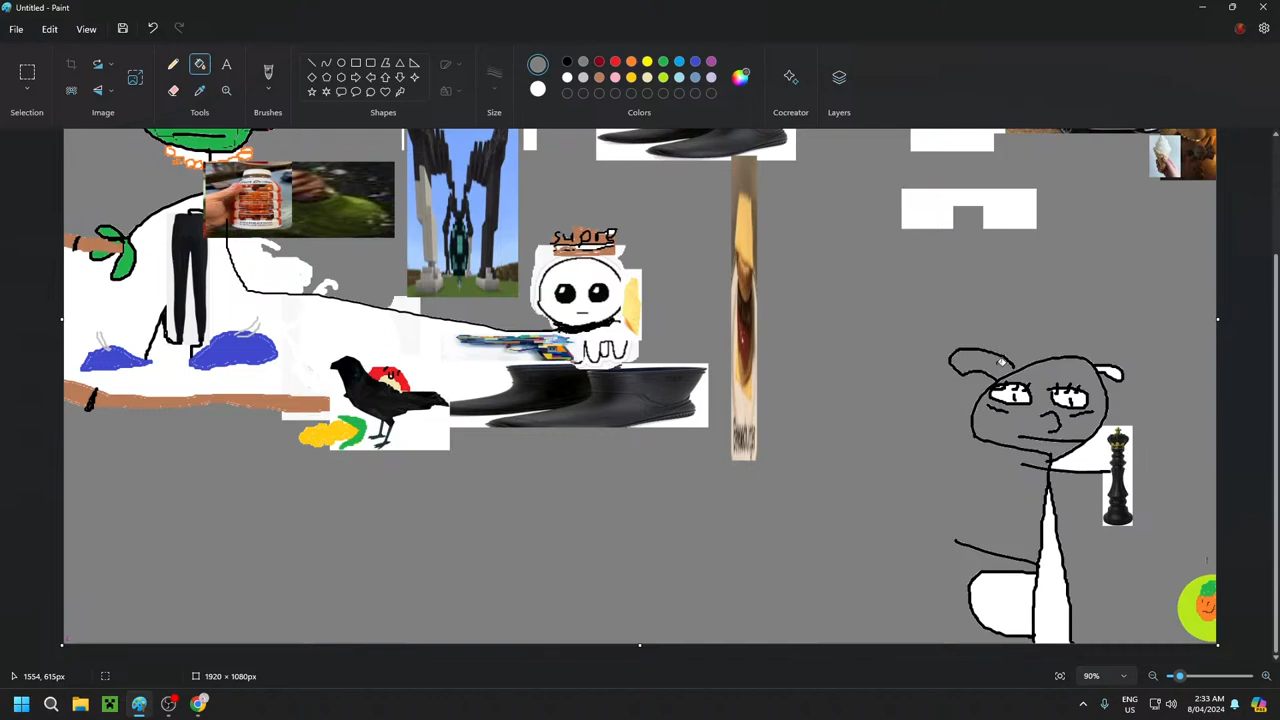 Untitled - Paint
File Edit View
Selection Image Tools Brushes Shapes Size Colors Cocreator Layers
supre
1554, 615px 1920 × 1080px 90%
ENG
US
2:33 AM
8/04/2024